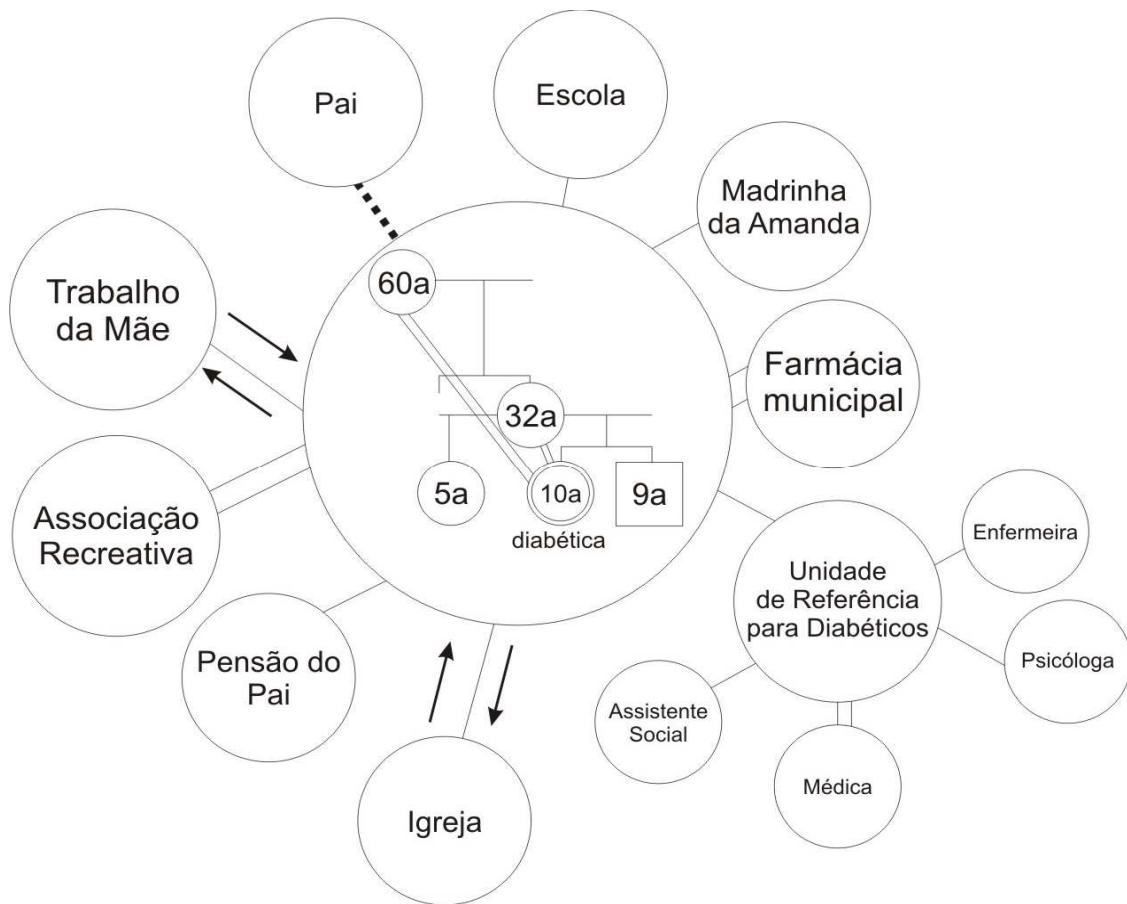 Pai
Escola
Madrinha
da Amanda
Trabalho
da Mãe
60a
Farmácia
municipal
32a
5a
10a
9a
diabética
Associação
Recreativa
Enfermeira
Unidade
de Referência
para Diabéticos
Psicóloga
Pensão do
Pai
Assistente
Social
Médica
Igreja